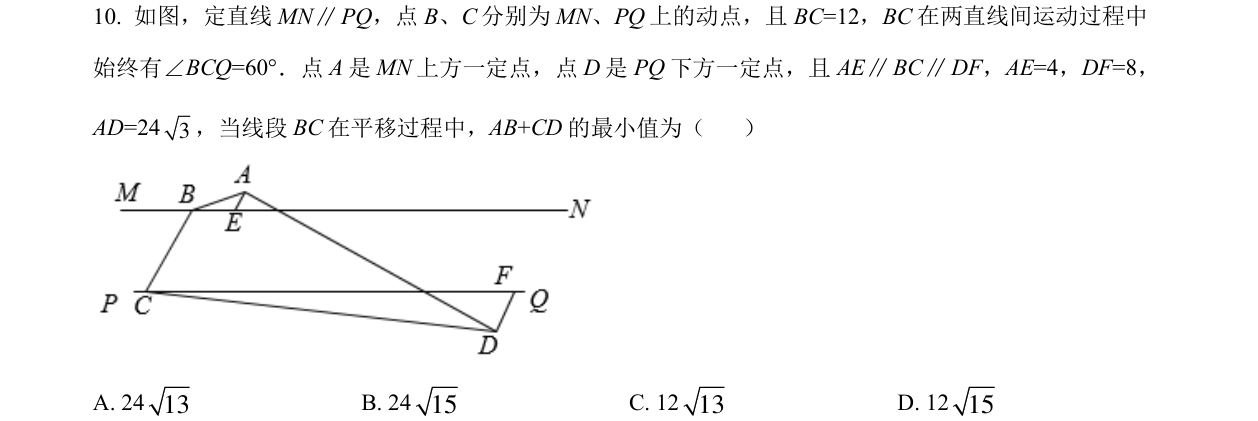 10. 如图，定直线 MN∥PQ，点 B、C 分别为 MN、PQ 上的动点，且 BC=12，BC 在两直线间运动过程中
始终有∠BCQ=60°．点 A 是 MN 上方一定点，点 D 是 PQ 下方一定点，且 AE∥BC∥DF，AE=4，DF=8，
AD=24√3，当线段 BC 在平移过程中，AB+CD 的最小值为（　　）
A
M B
N
E
F
P C Q
D
A. 24√13 B. 24√15 C. 12√13 D. 12√15